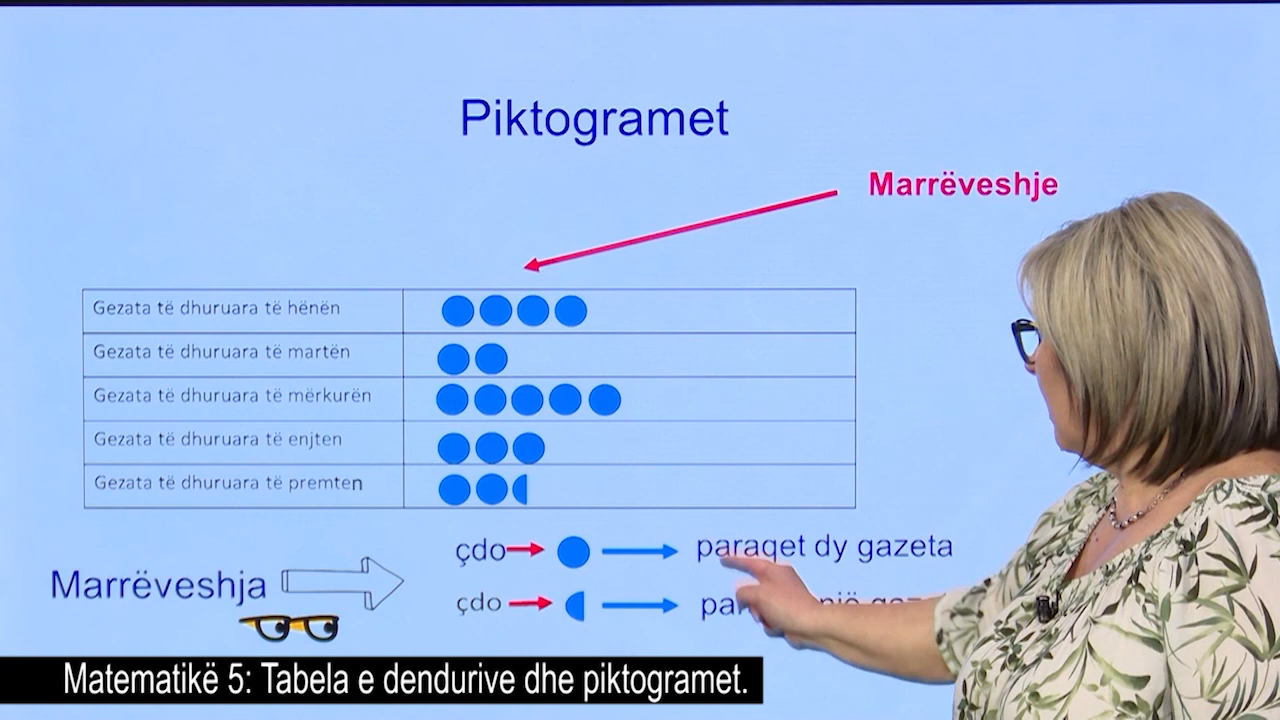 Piktogramet
Marrëveshje
Gezata të dhuruara të hënën
Gezata të dhuruara të martën
Gezata të dhuruara të mërkurën
Gezata të dhuruara të enjten
Gezata të dhuruara të premten
çdo paraqet dy gazeta
Marrëveshja
çdo
Matematikë 5: Tabela e dendurive dhe piktogramet.